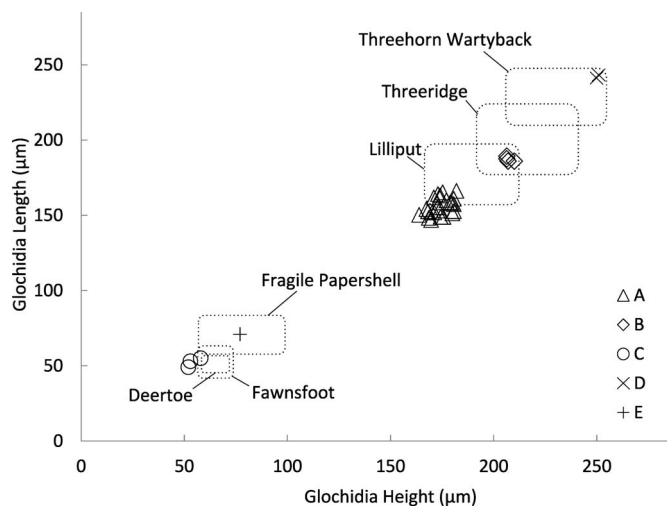 Threehorn Wartyback
Threeridge
Lilliput
Fragile Papershell
Deertoe
Fawnsfoot
Glochidia Length (µm)
250
200
150
100
50
0
0 50 100 150 200 250
Glochidia Height (µm)
A
B
C
D
E